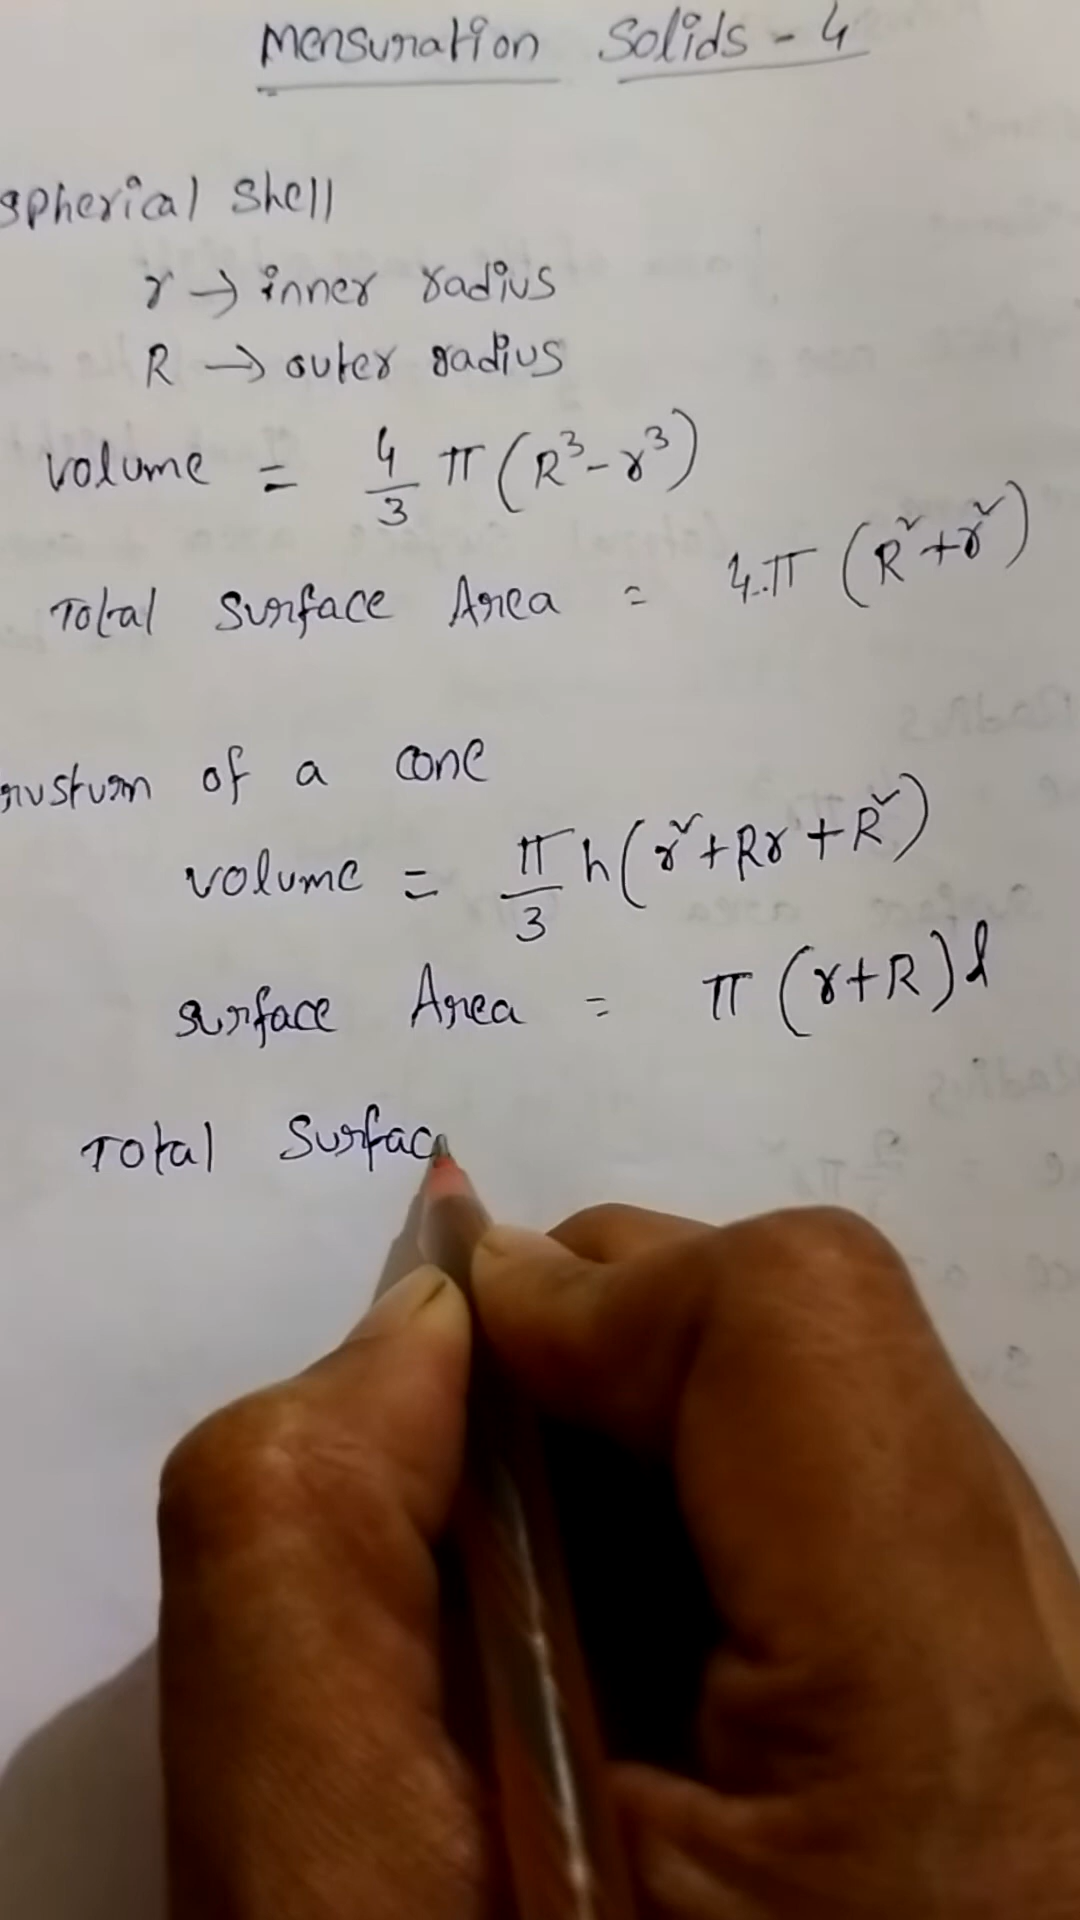 Mensuration Solids - 4
Spherical Shell
r → inner radius
R → outer radius
volume = 4/3 π (R³ - r³)
Total Surface Area = 4π (R² + r²)
rustum of a cone
volume = π/3 h (r² + Rr + R²)
surface Area = π (r + R) l
Total Surfac